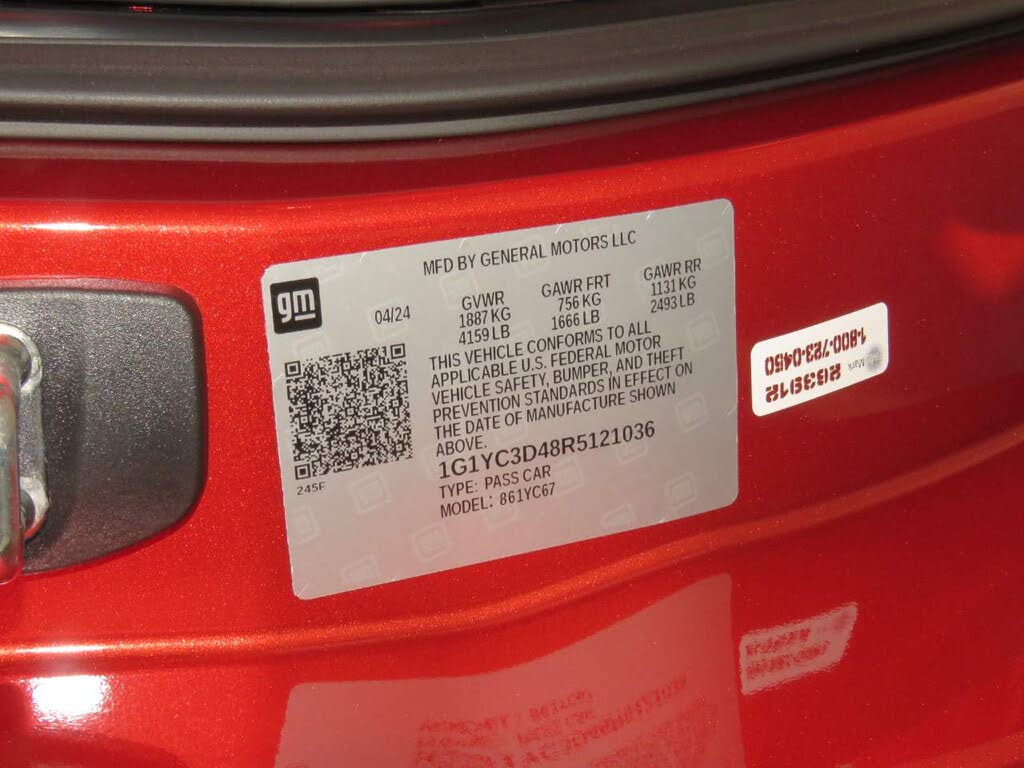 MFD BY GENERAL MOTORS LLC
gm
04/24
GVWR
1887 KG
4159 LB
GAWR FRT
756 KG
1666 LB
GAWR RR
1131 KG
2493 LB
THIS VEHICLE CONFORMS TO ALL
APPLICABLE U.S. FEDERAL MOTOR
VEHICLE SAFETY, BUMPER, AND THEFT
PREVENTION STANDARDS IN EFFECT ON
THE DATE OF MANUFACTURE SHOWN
ABOVE.
1G1YC3D48R5121036
TYPE: PASS CAR
MODEL: 861YC67
245F
Mark
1-800-723-0450